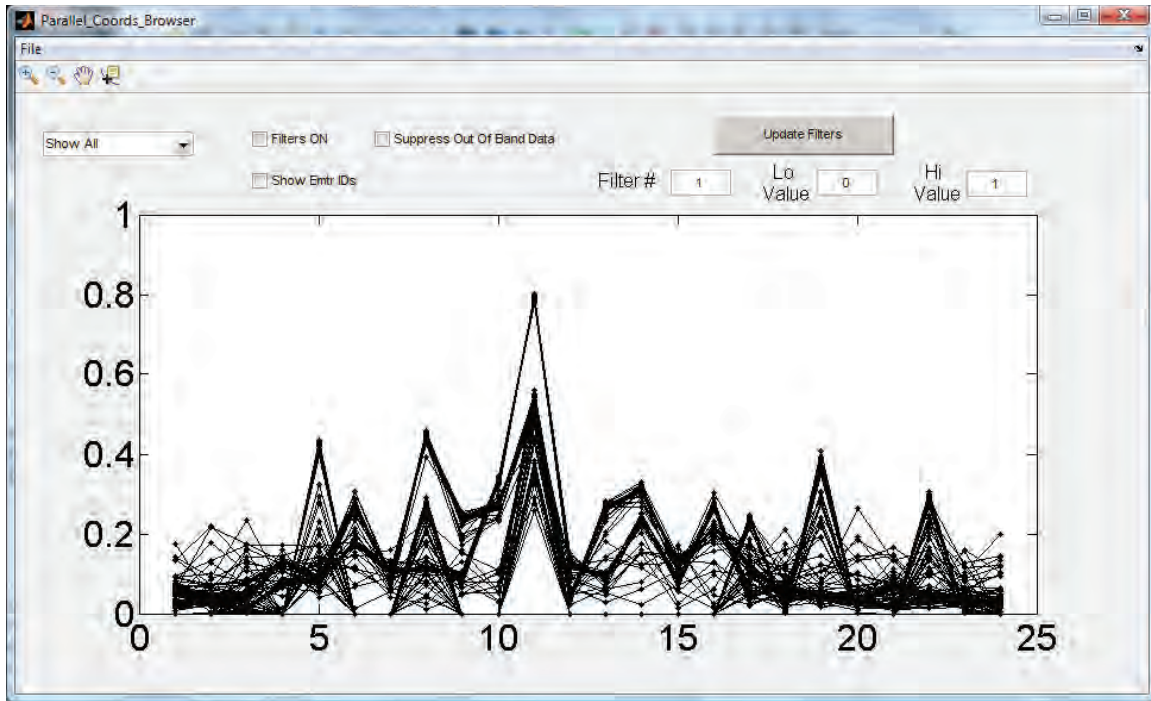 Parallel_Coords_Browser
File
Show All
Filters ON
Suppress Out Of Band Data
Update Filters
Show Emtr IDs
Filter #
1
Lo
Value
0
Hi
Value
1
1
0.8
0.6
0.4
0.2
0
0 5 10 15 20 25